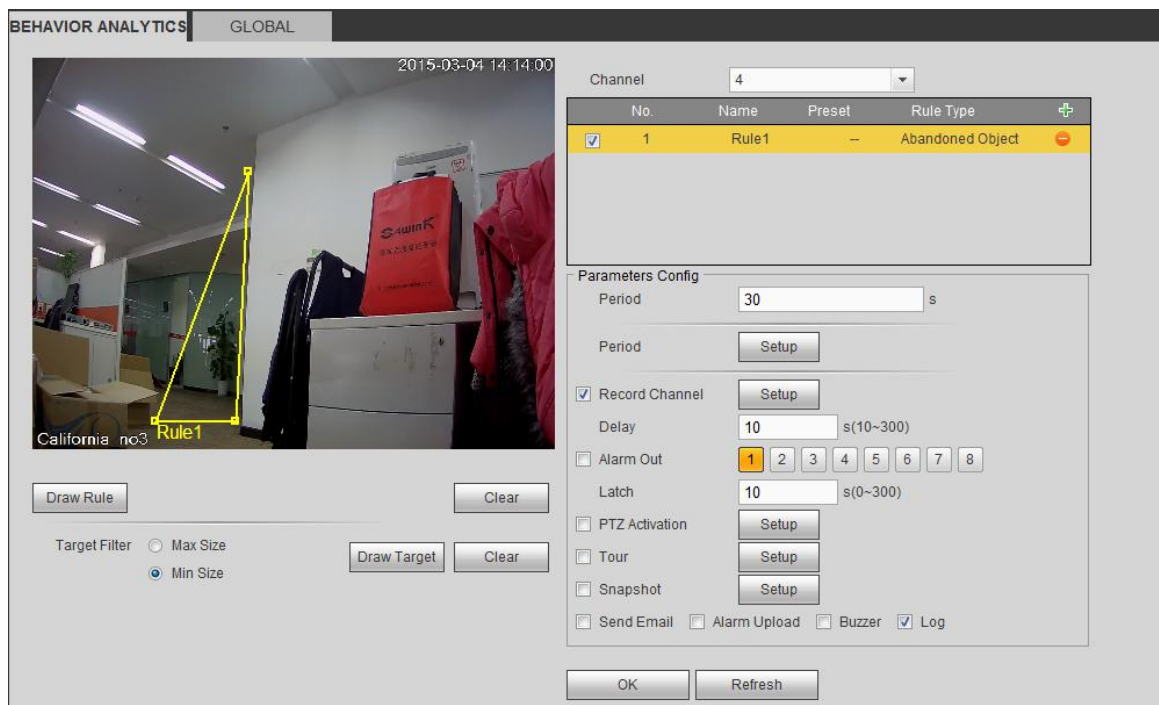 BEHAVIOR ANALYTICS GLOBAL
2015-03-04 14:14:00
SAWINK
California no3 Rule1
Draw Rule Clear
Target Filter Max Size
Min Size
Draw Target Clear
Channel 4
No. Name Preset Rule Type
1 Rule1 -- Abandoned Object
Parameters Config
Period 30 s
Period Setup
Record Channel Setup
Delay 10 s(10~300)
Alarm Out 1 2 3 4 5 6 7 8
Latch 10 s(0~300)
PTZ Activation Setup
Tour Setup
Snapshot Setup
Send Email Alarm Upload Buzzer Log
OK Refresh